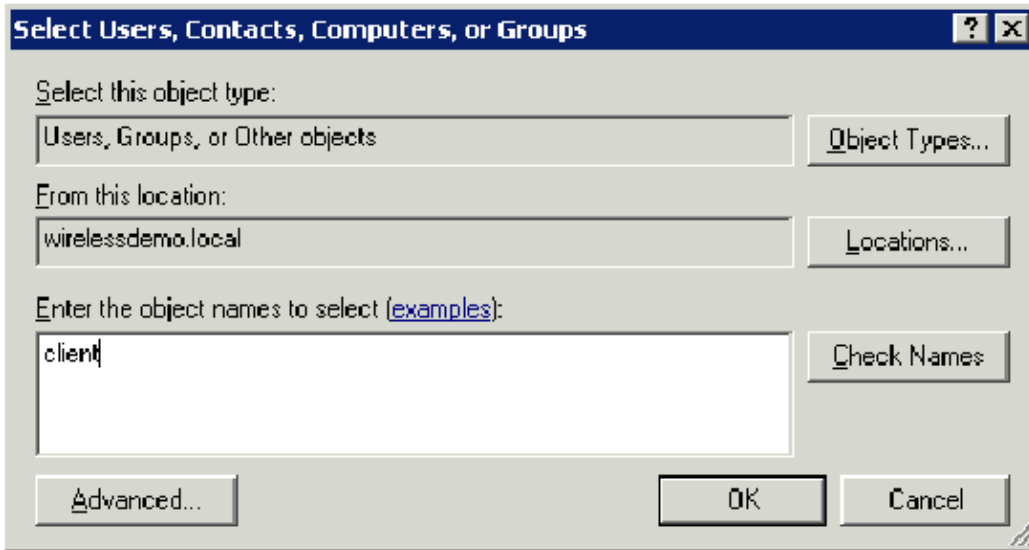 Select Users, Contacts, Computers, or Groups
Select this object type:
Users, Groups, or Other objects
Object Types...
From this location:
wirelessdemo.local
Locations...
Enter the object names to select (examples):
client
Check Names
Advanced...
OK
Cancel